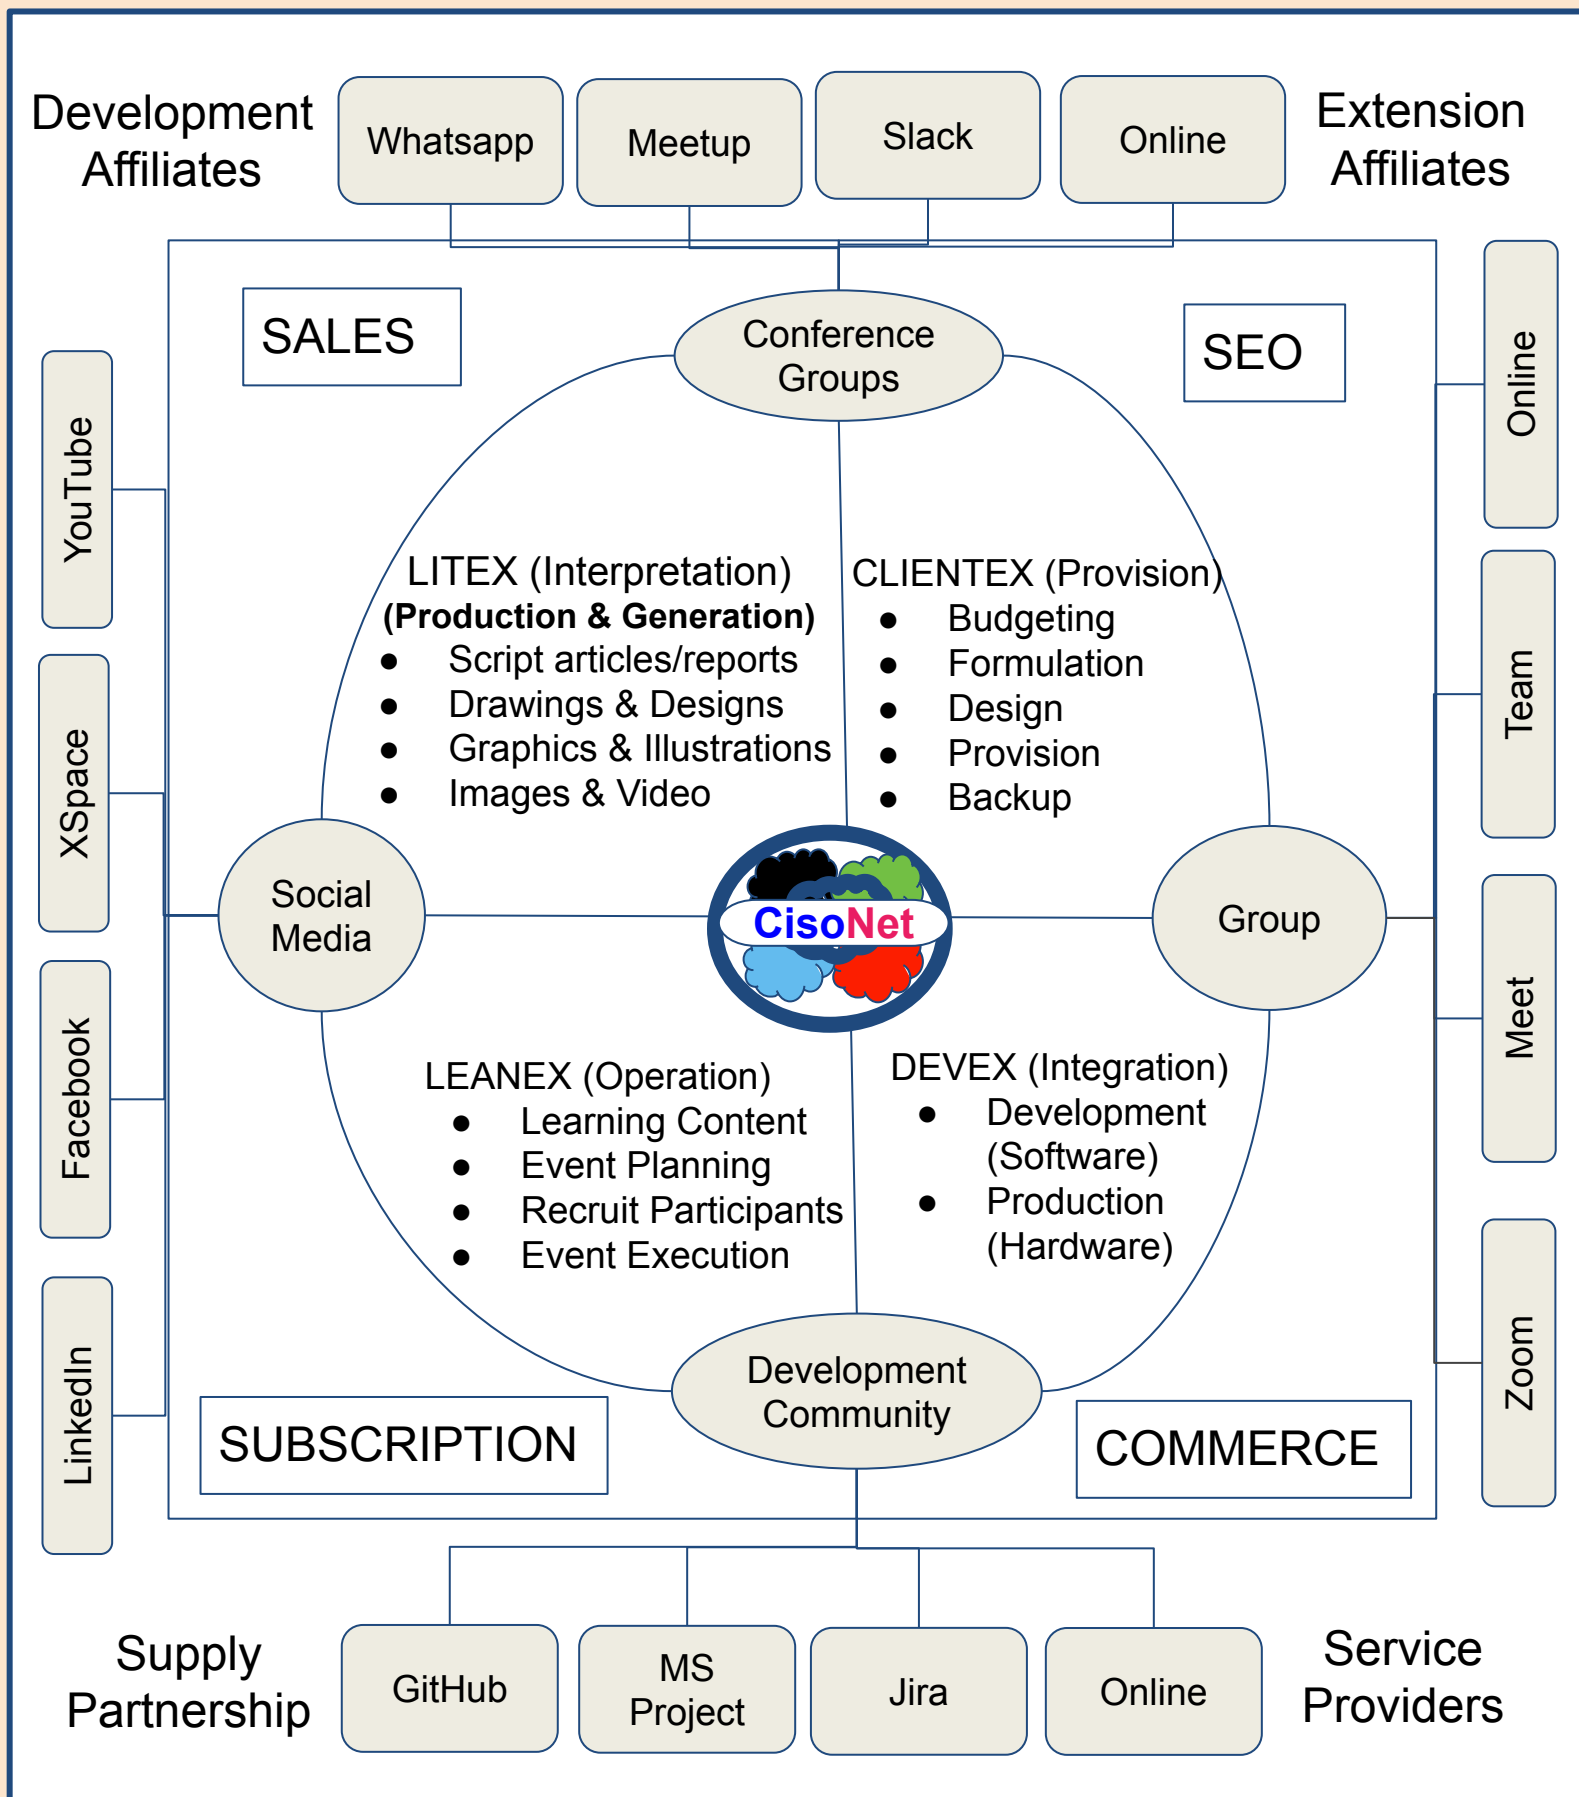 Development
Affiliates
Whatsapp
Meetup
Slack
Online
Extension
Affiliates
SALES
SEO
Conference
Groups
YouTube
XSpace
Facebook
LinkedIn
Online
Team
Meet
Zoom
LITEX (Interpretation)
(Production & Generation)
● Script articles/reports
● Drawings & Designs
● Graphics & Illustrations
● Images & Video
CLIENTEX (Provision)
● Budgeting
● Formulation
● Design
● Provision
● Backup
Social
Media
CisoNet
Group
LEANEX (Operation)
● Learning Content
● Event Planning
● Recruit Participants
● Event Execution
DEVEX (Integration)
● Development
(Software)
● Production
(Hardware)
Development
Community
SUBSCRIPTION
COMMERCE
Supply
Partnership
GitHub
MS
Project
Jira
Online
Service
Providers